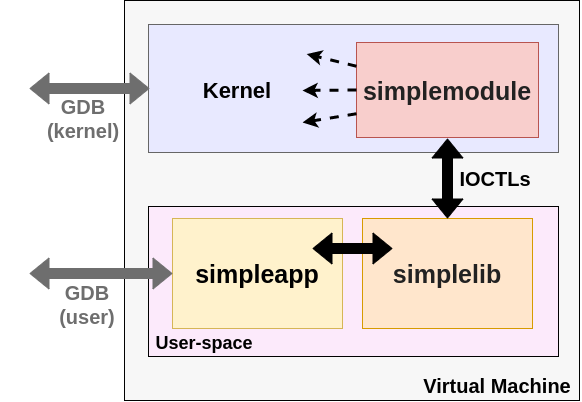 Kernel
simplemodule
GDB
(kernel)
IOCTLs
simpleapp
simplelib
GDB
(user)
User-space
Virtual Machine